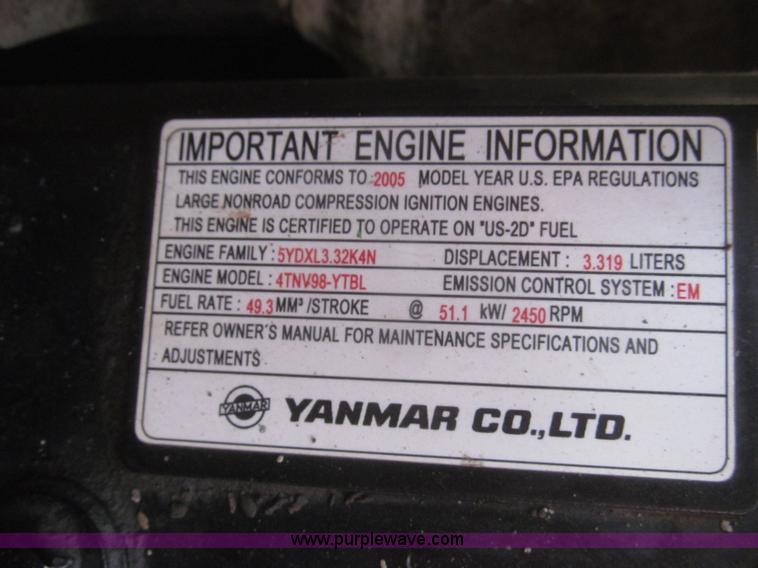 IMPORTANT ENGINE INFORMATION
THIS ENGINE CONFORMS TO 2005 MODEL YEAR U.S. EPA REGULATIONS
LARGE NONROAD COMPRESSION IGNITION ENGINES.
THIS ENGINE IS CERTIFIED TO OPERATE ON "US-2D" FUEL
ENGINE FAMILY : 5YDXL3.32K4N DISPLACEMENT : 3.319 LITERS
ENGINE MODEL : 4TNV98-YTBL EMISSION CONTROL SYSTEM : EM
FUEL RATE : 49.3 MM³ /STROKE @ 51.1 kW/ 2450 RPM
REFER OWNER'S MANUAL FOR MAINTENANCE SPECIFICATIONS AND
ADJUSTMENTS
YANMAR ® YANMAR CO.,LTD.
www.purplewave.com